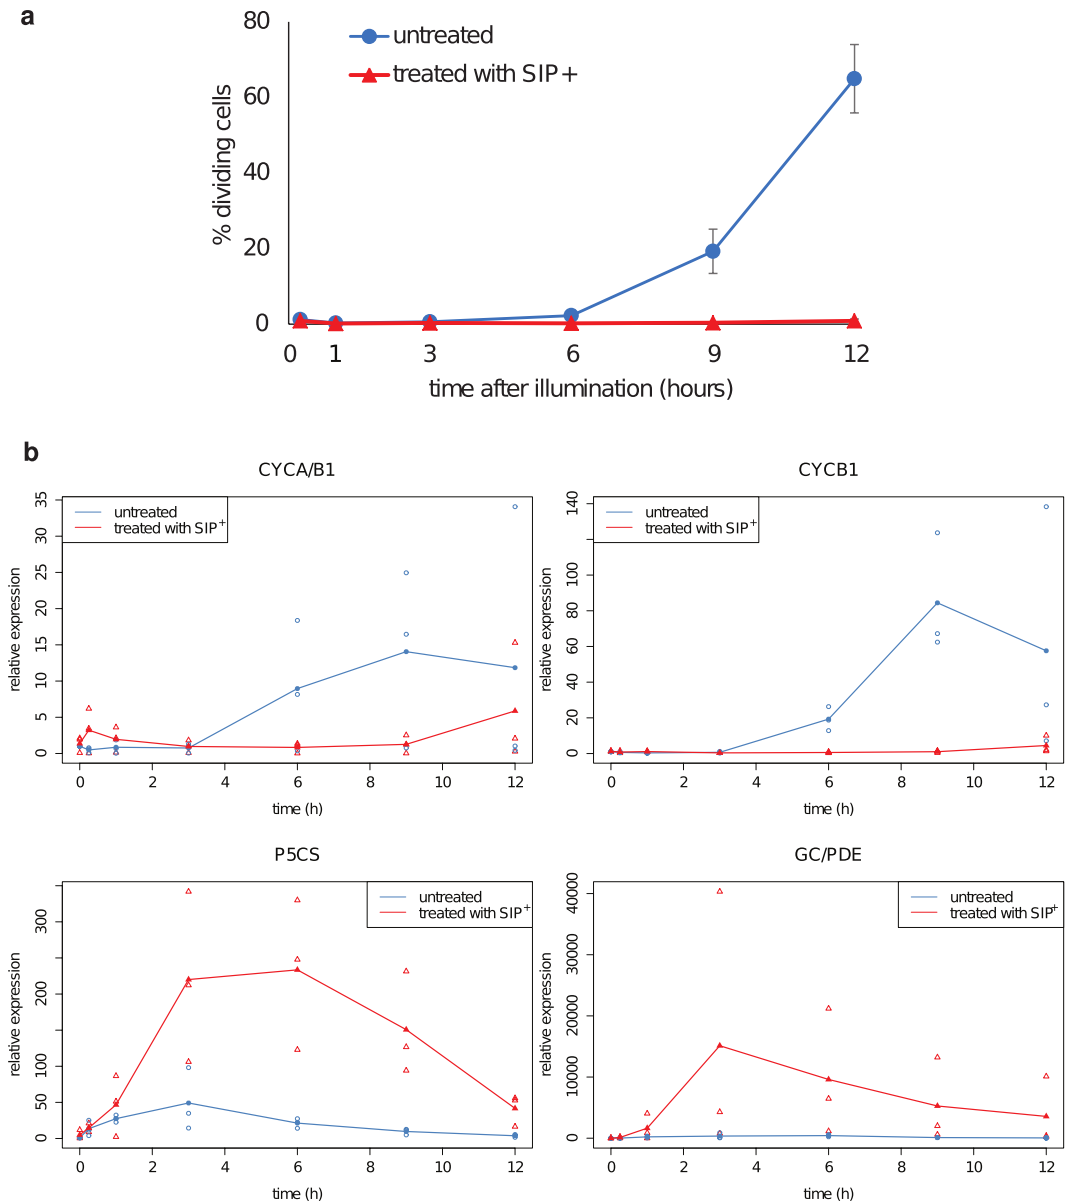 a
80
60
40
20
0
% dividing cells
untreated
treated with SIP+
0 1 3 6 9 12
time after illumination (hours)
b
CYCA/B1
35
30
25
20
15
10
5
0
relative expression
untreated
treated with SIP+
0 2 4 6 8 10 12
time (h)
CYCB1
140
100
80
60
40
20
0
relative expression
untreated
treated with SIP+
0 2 4 6 8 10 12
time (h)
P5CS
300
200
100
50
0
relative expression
untreated
treated with SIP+
0 2 4 6 8 10 12
time (h)
GC/PDE
40000
30000
20000
10000
0
relative expression
untreated
treated with SIP+
0 2 4 6 8 10 12
time (h)